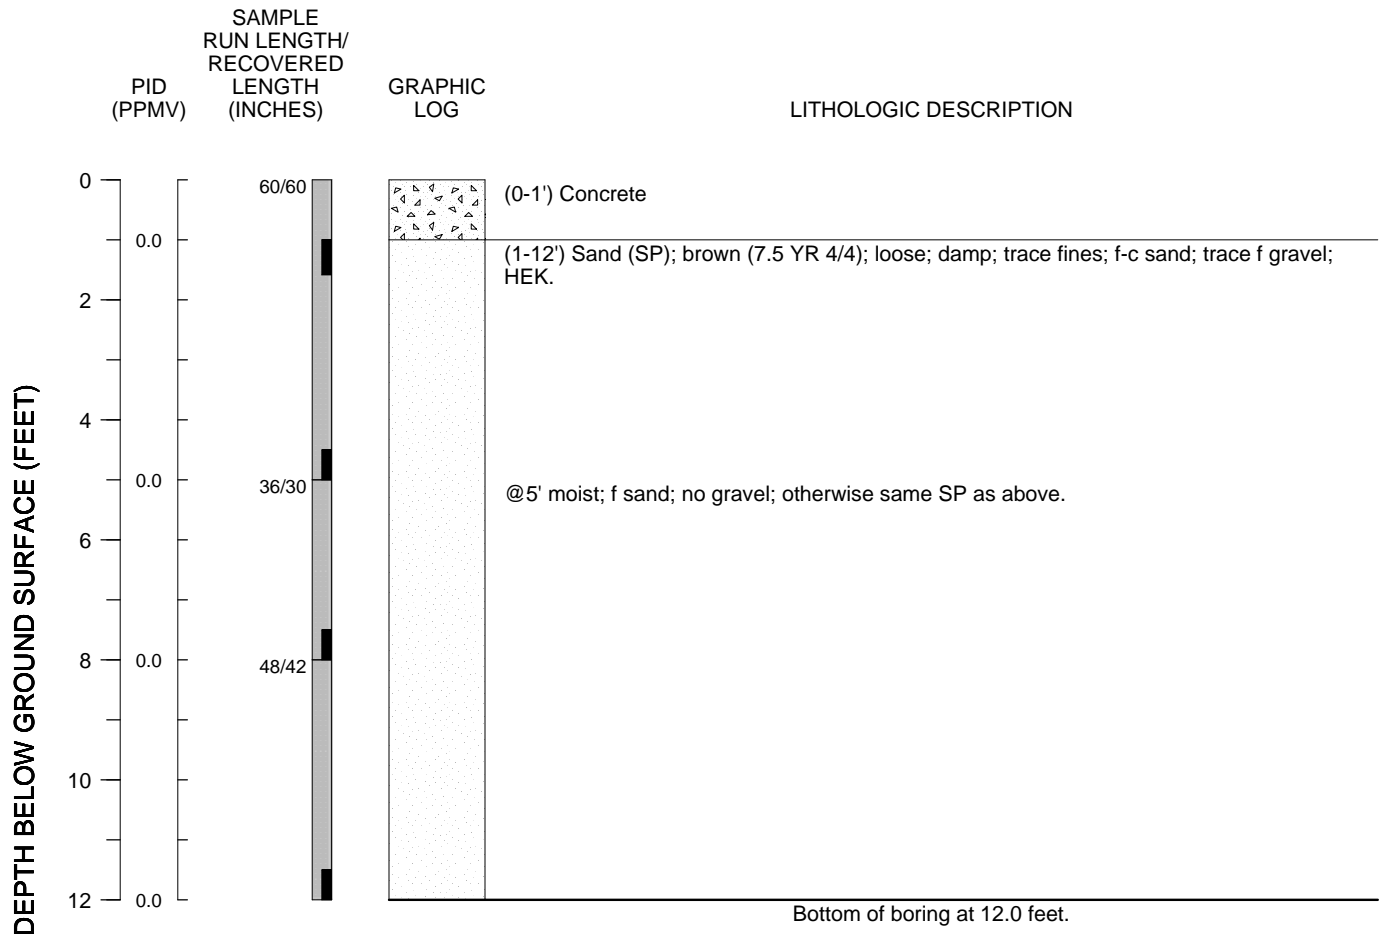 SAMPLE
RUN LENGTH/
RECOVERED
PID LENGTH GRAPHIC
(PPMV) (INCHES) LOG LITHOLOGIC DESCRIPTION
0 60/60 (0-1') Concrete
0.0
(1-12') Sand (SP); brown (7.5 YR 4/4); loose; damp; trace fines; f-c sand; trace f gravel;
HEK.
2
4
0.0 36/30 @5' moist; f sand; no gravel; otherwise same SP as above.
6
8 0.0 48/42
10
12 0.0
Bottom of boring at 12.0 feet.
DEPTH BELOW GROUND SURFACE (FEET)